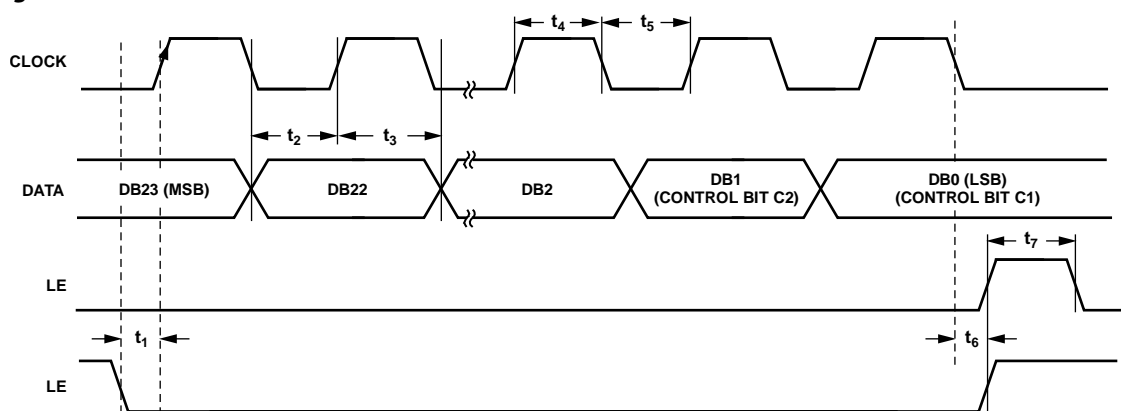 t4 t5
CLOCK
t2 t3
DATA DB23 (MSB) DB22 DB2 DB1 (CONTROL BIT C2) DB0 (LSB) (CONTROL BIT C1)
t7
LE
t1 t6
LE